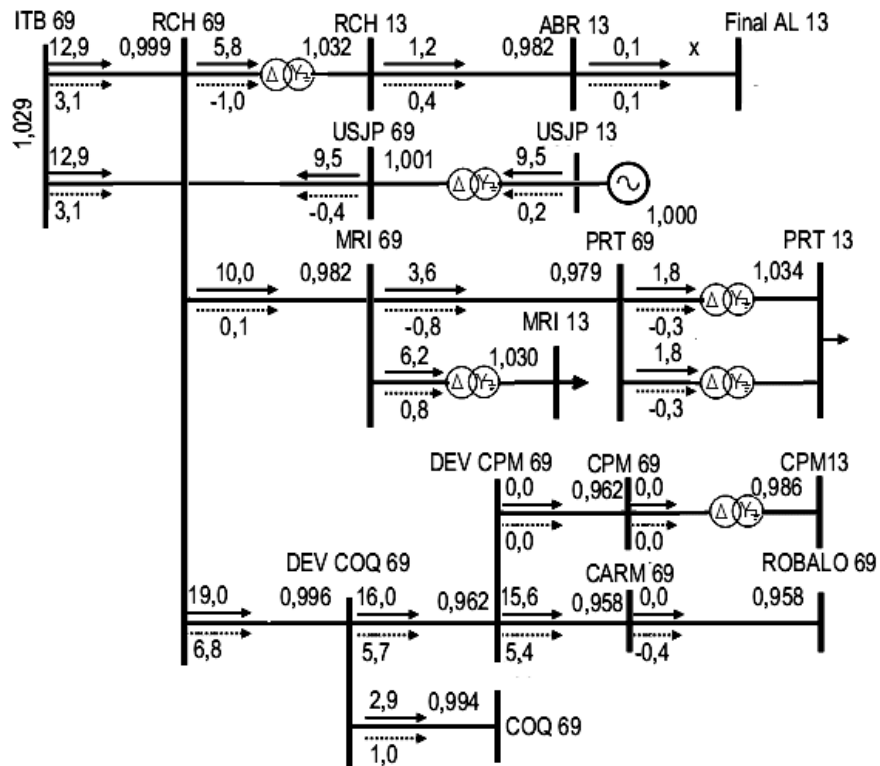 ITB 69 RCH 69 RCH 13 ABR 13 Final AL 13
12,9 0,999 5,8 1,032 1,2 0,982 0,1 x
Δ Y
3,1 -1,0 0,4 0,1
1,029
USJP 69 USJP 13
12,9 9,5 1,001 9,5
Δ Y
3,1 -0,4 0,2 1,000
MRI 69 PRT 69 PRT 13
10,0 0,982 3,6 0,979 1,8 1,034
Δ Y
0,1 -0,8 -0,3
MRI 13
6,2 1,030 1,8
Δ Y Δ Y
0,8 -0,3
DEV CPM 69 CPM 69 CPM13
0,0 0,962 0,0 0,986
Δ Y
0,0 0,0
DEV COQ 69 CARM 69 ROBALO 69
19,0 0,996 16,0 0,962 15,6 0,958 0,0 0,958
6,8 5,7 5,4 -0,4
2,9 0,994
COQ 69
1,0